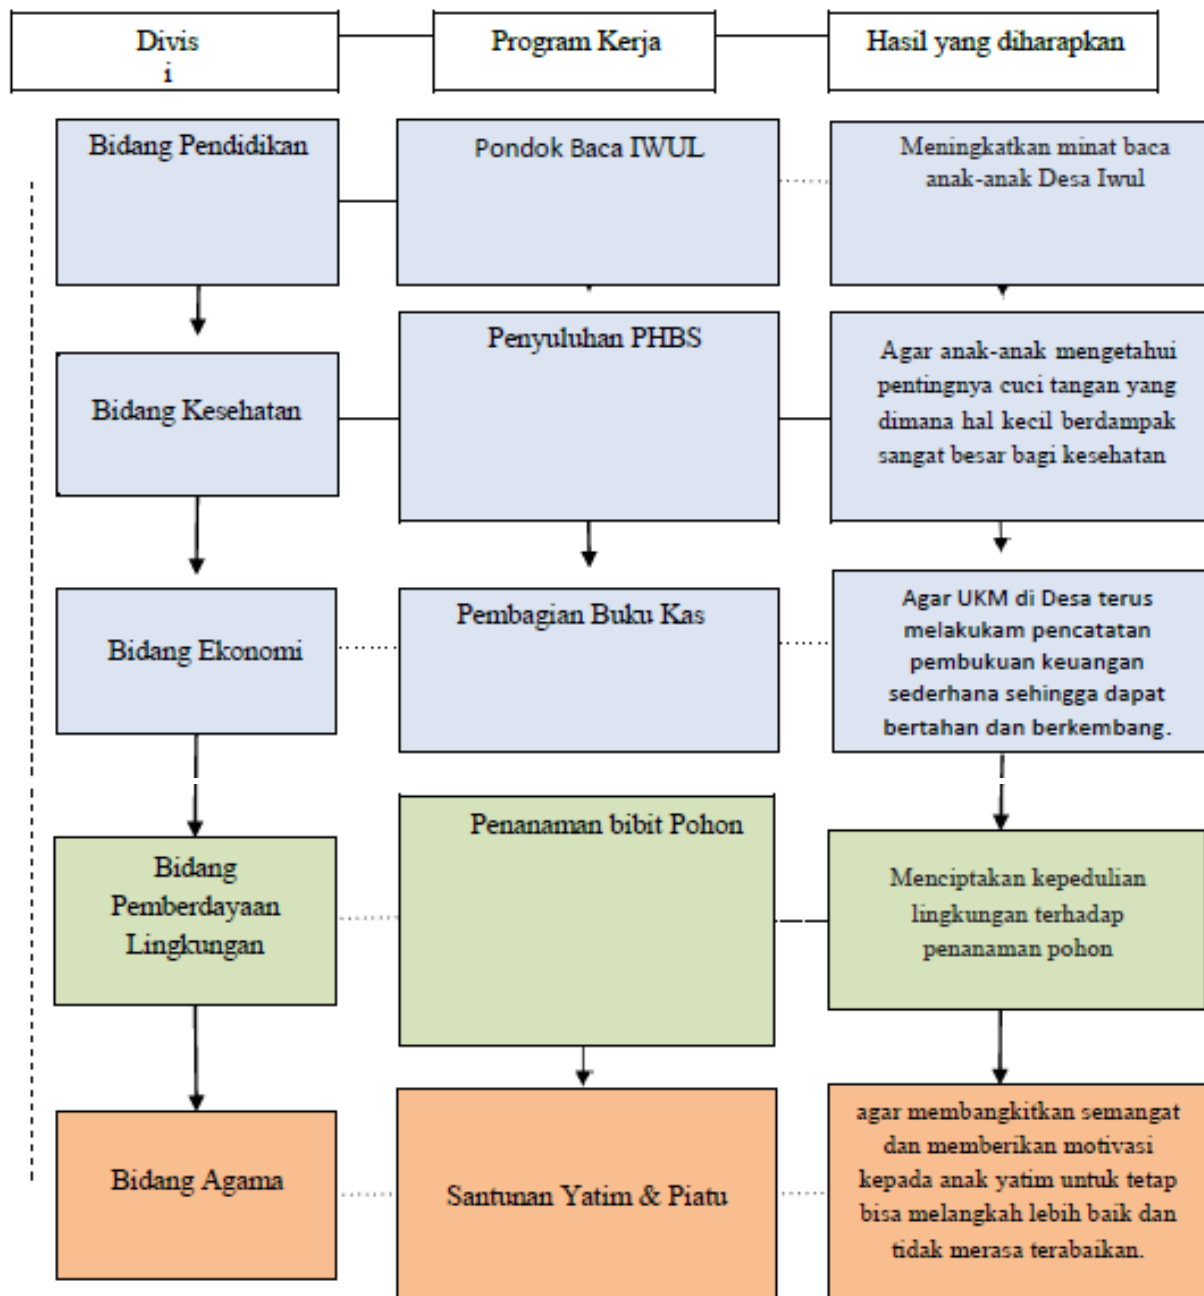 Divis
i
Program Kerja
Hasil yang diharapkan
Bidang Pendidikan
Pondok Baca IWUL
Meningkatkan minat baca
anak-anak Desa Iwul
Bidang Kesehatan
Penyuluhan PHBS
Agar anak-anak mengetahui
pentingnya cuci tangan yang
dimana hal kecil berdampak
sangat besar bagi kesehatan
Bidang Ekonomi
Pembagian Buku Kas
Agar UKM di Desa terus
melakukam pencatatan
pembukuan keuangan
sederhana sehingga dapat
bertahan dan berkembang.
Bidang
Pemberdayaan
Lingkungan
Penanaman bibit Pohon
Menciptakan kepedulian
lingkungan terhadap
penanaman pohon
Bidang Agama
Santunan Yatim & Piatu
agar membangkitkan semangat
dan memberikan motivasi
kepada anak yatim untuk tetap
bisa melangkah lebih baik dan
tidak merasa terabaikan.